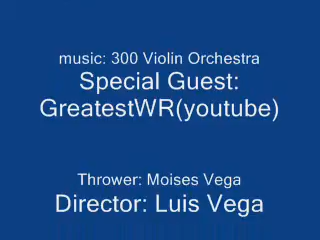 music: 300 Violin Orchestra
Special Guest:
GreatestWR(youtube)
Thrower: Moises Vega
Director: Luis Vega